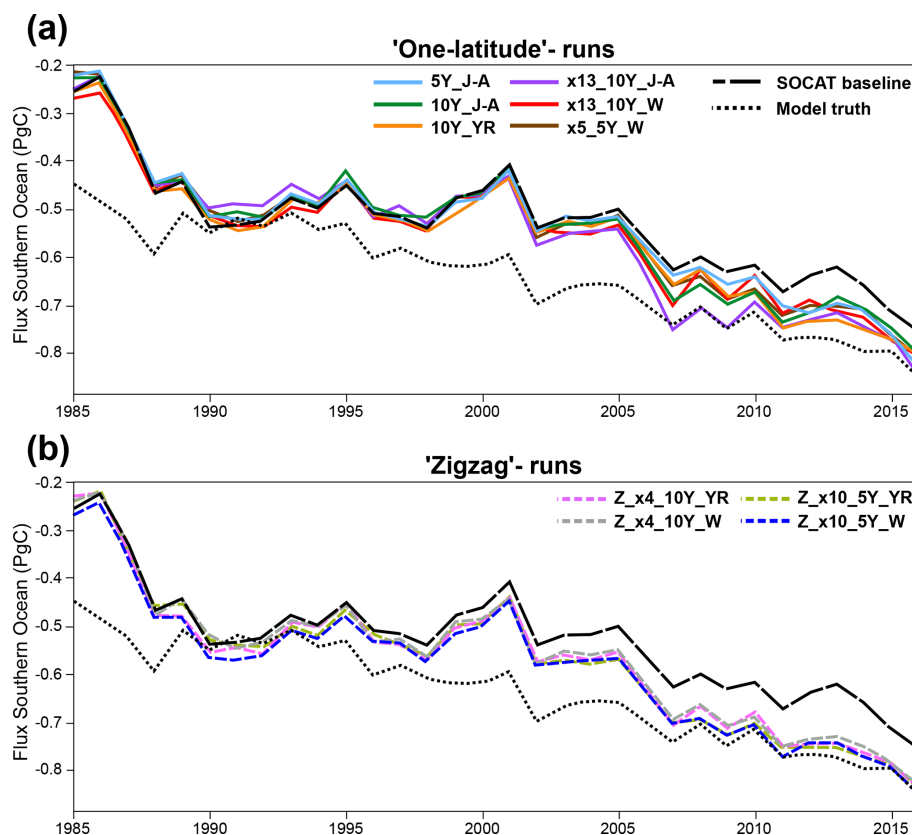 (a)
'One-latitude'- runs
5Y_J-A x13_10Y_J-A SOCAT baseline
10Y_J-A x13_10Y_W Model truth
10Y_YR x5_5Y_W
Flux Southern Ocean (PgC)
-0.2
-0.3
-0.4
-0.5
-0.6
-0.7
-0.8
1985 1990 1995 2000 2005 2010 2015
(b)
'Zigzag'- runs
Z_x4_10Y_YR Z_x10_5Y_YR
Z_x4_10Y_W Z_x10_5Y_W
Flux Southern Ocean (PgC)
-0.2
-0.3
-0.4
-0.5
-0.6
-0.7
-0.8
1985 1990 1995 2000 2005 2010 2015